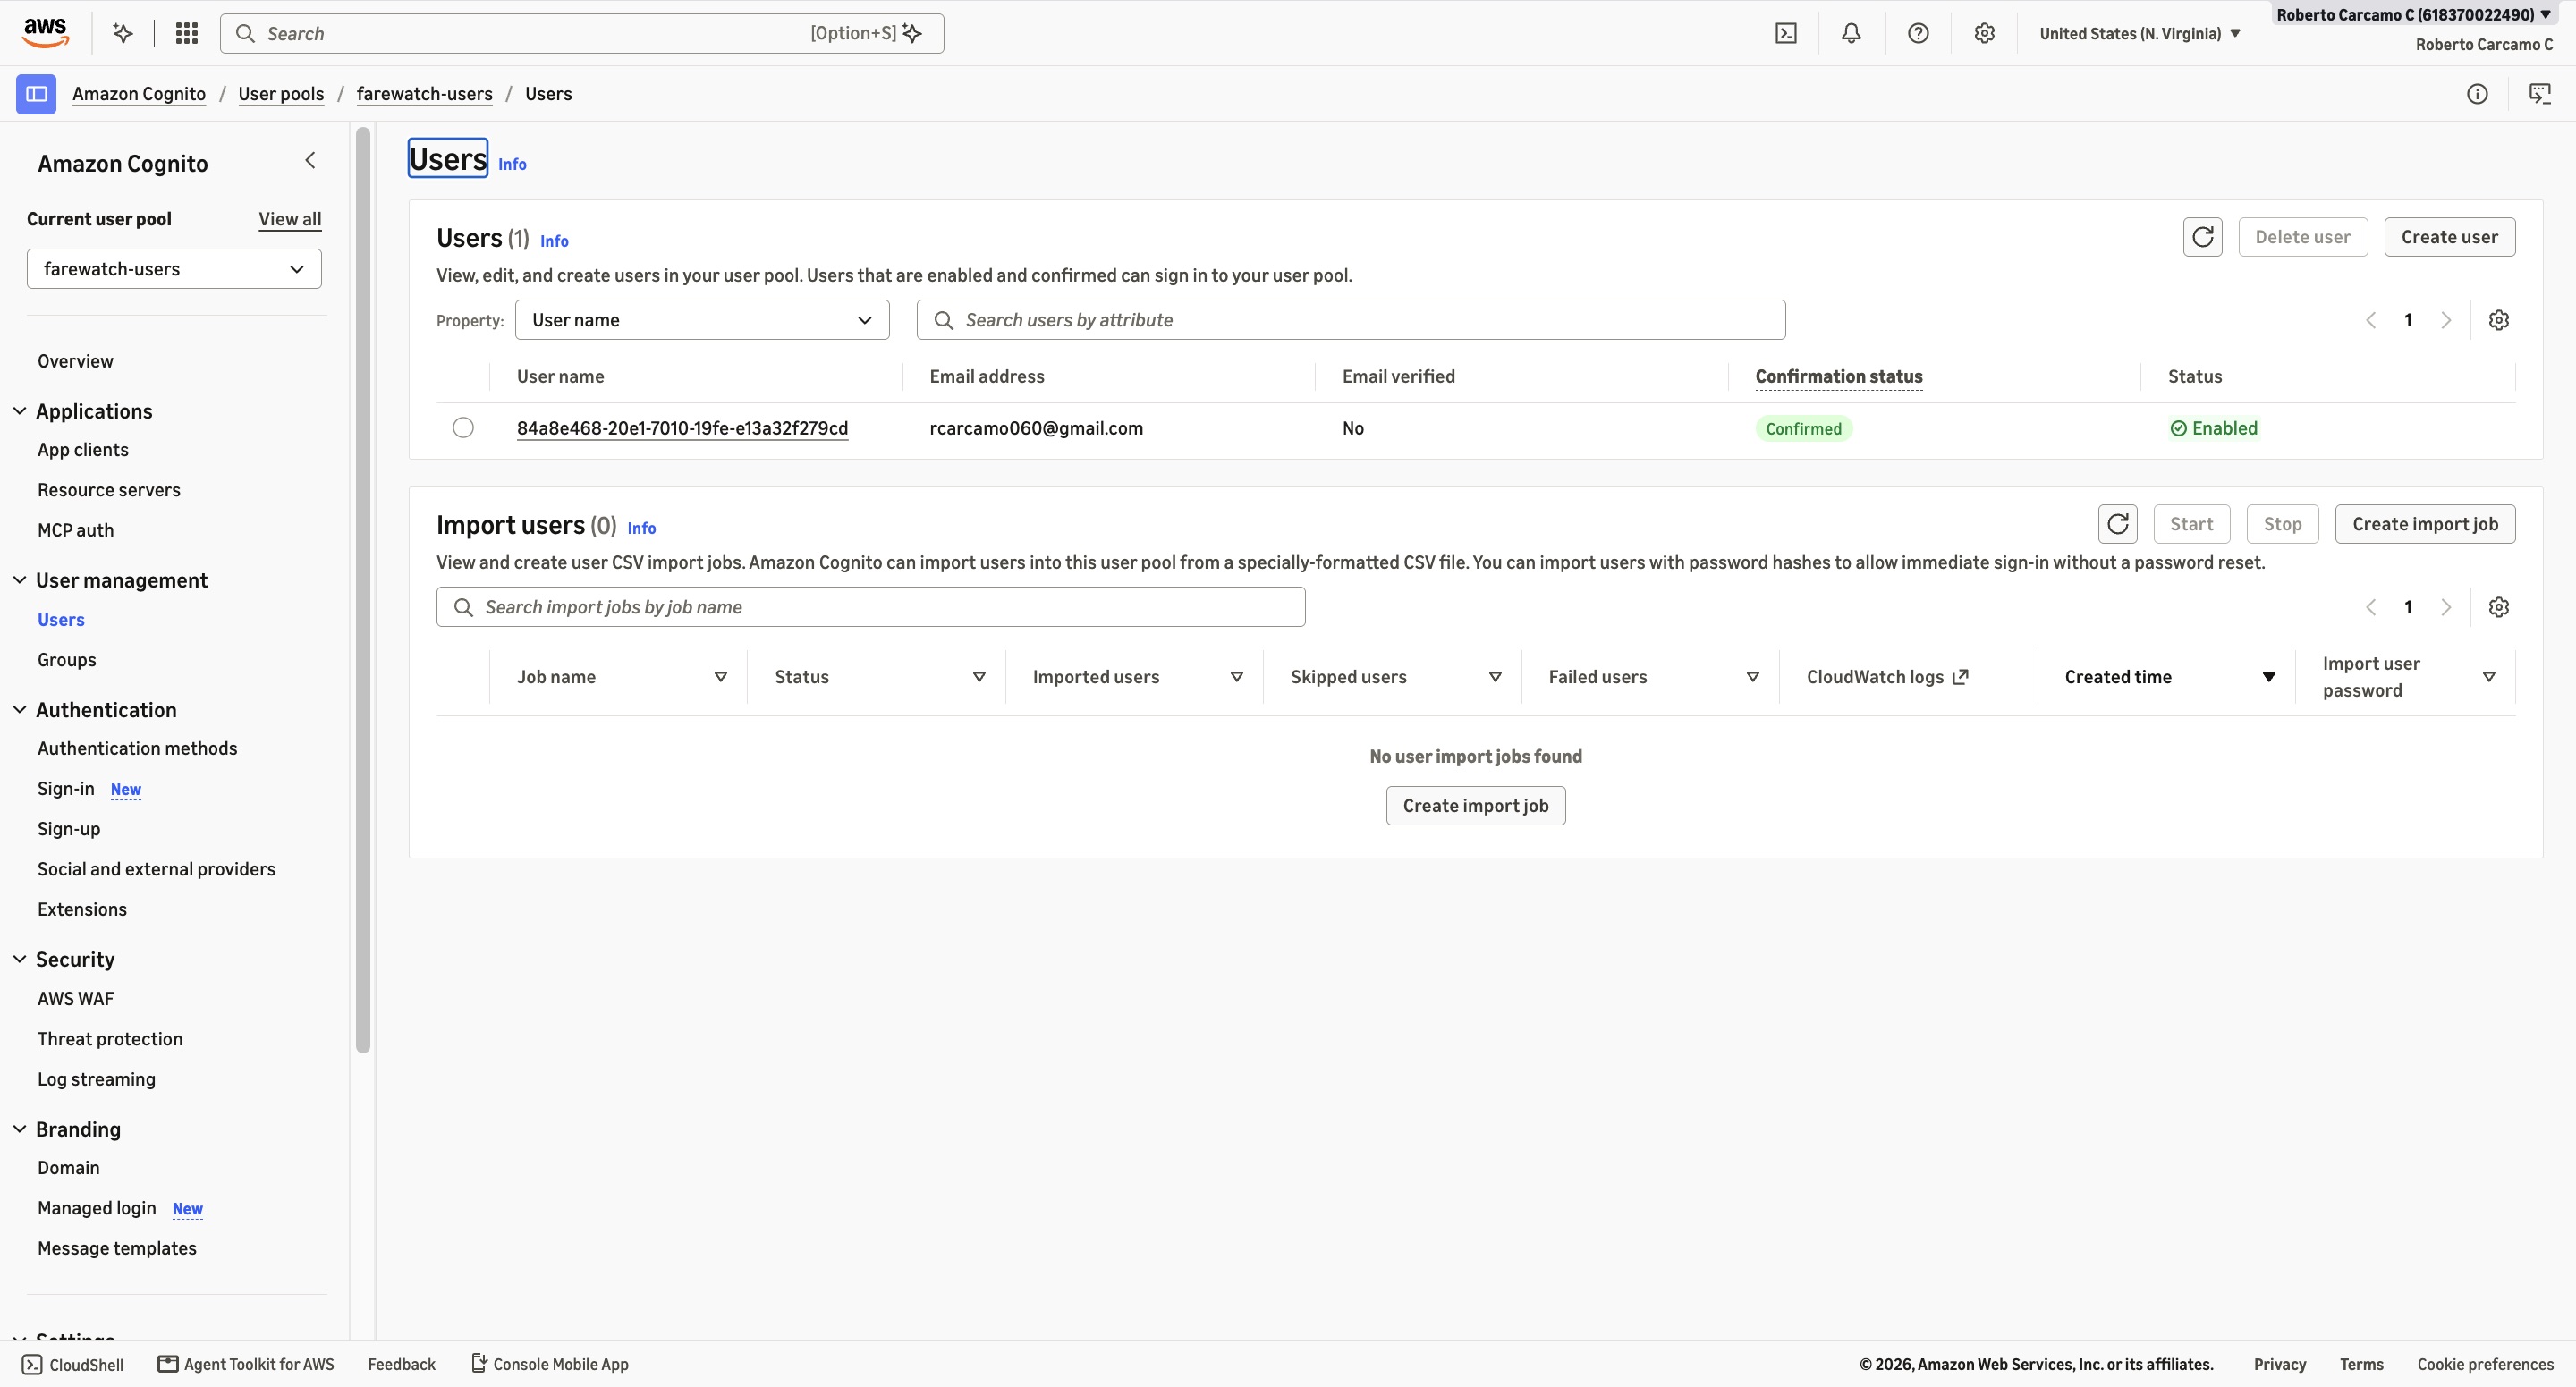 aws
Search [Option+S]
United States (N. Virginia)
Roberto Carcamo C (618370022490)
Roberto Carcamo C
Amazon Cognito / User pools / farewatch-users / Users
Amazon Cognito
Current user pool View all
farewatch-users
Overview
Applications
App clients
Resource servers
MCP auth
User management
Users
Groups
Authentication
Authentication methods
Sign-in New
Sign-up
Social and external providers
Extensions
Security
AWS WAF
Threat protection
Log streaming
Branding
Domain
Managed login New
Message templates
Settings
Users Info
Users (1) Info
Delete user
Create user
View, edit, and create users in your user pool. Users that are enabled and confirmed can sign in to your user pool.
Property: User name
Search users by attribute
1
User name Email address Email verified Confirmation status Status
84a8e468-20e1-7010-19fe-e13a32f279cd rcarcamo060@gmail.com No Confirmed Enabled
Import users (0) Info
Start
Stop
Create import job
View and create user CSV import jobs. Amazon Cognito can import users into this user pool from a specially-formatted CSV file. You can import users with password hashes to allow immediate sign-in without a password reset.
Search import jobs by job name
1
Job name Status Imported users Skipped users Failed users CloudWatch logs Created time Import user password
No user import jobs found
Create import job
CloudShell Agent Toolkit for AWS Feedback Console Mobile App
© 2026, Amazon Web Services, Inc. or its affiliates. Privacy Terms Cookie preferences